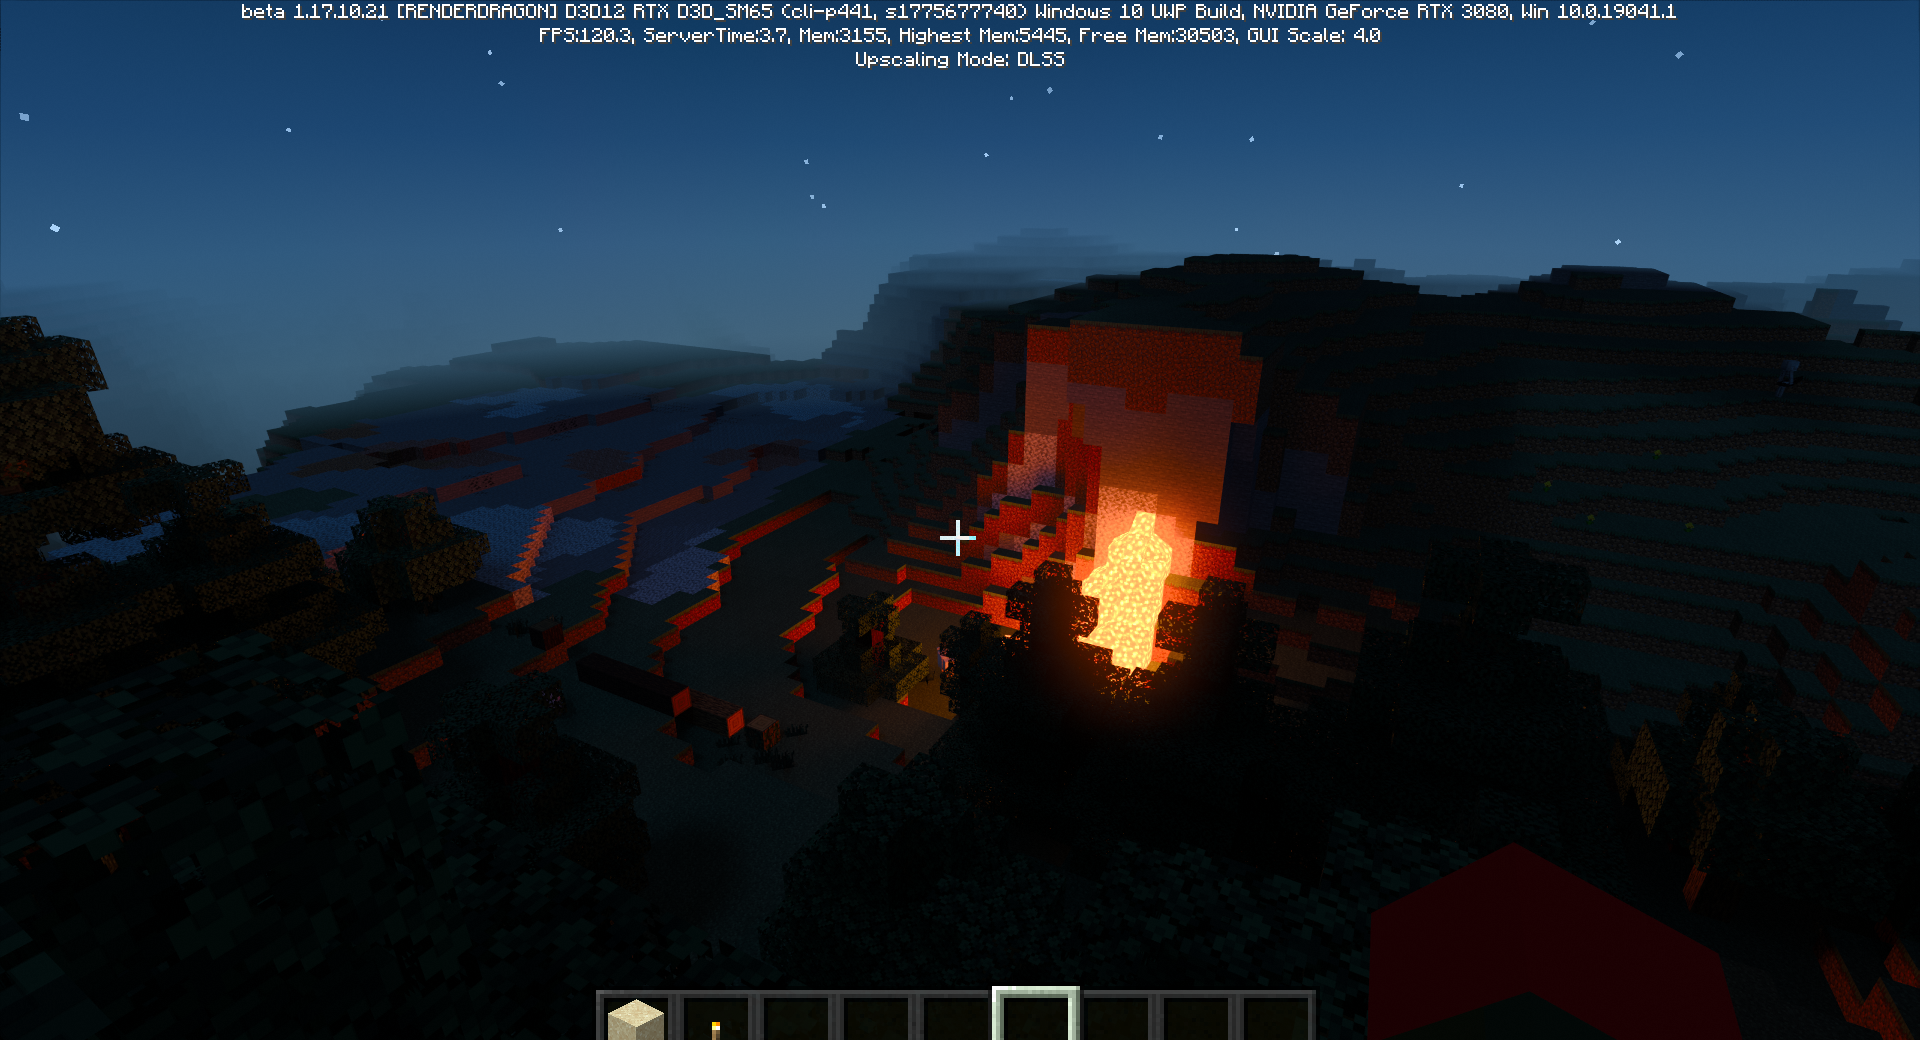 beta 1.17.10.21 [RENDERDRAGON] D3D12 RTX D3D_SM65 (cli-p441, s1775677740) Windows 10 UWP Build, NVIDIA GeForce RTX 3080, Win 10.0.19041.1
FPS:120.3, ServerTime:3.7, Mem:3155, Highest Mem:5445, Free Mem:30503, GUI Scale: 4.0
Upscaling Mode: DLSS